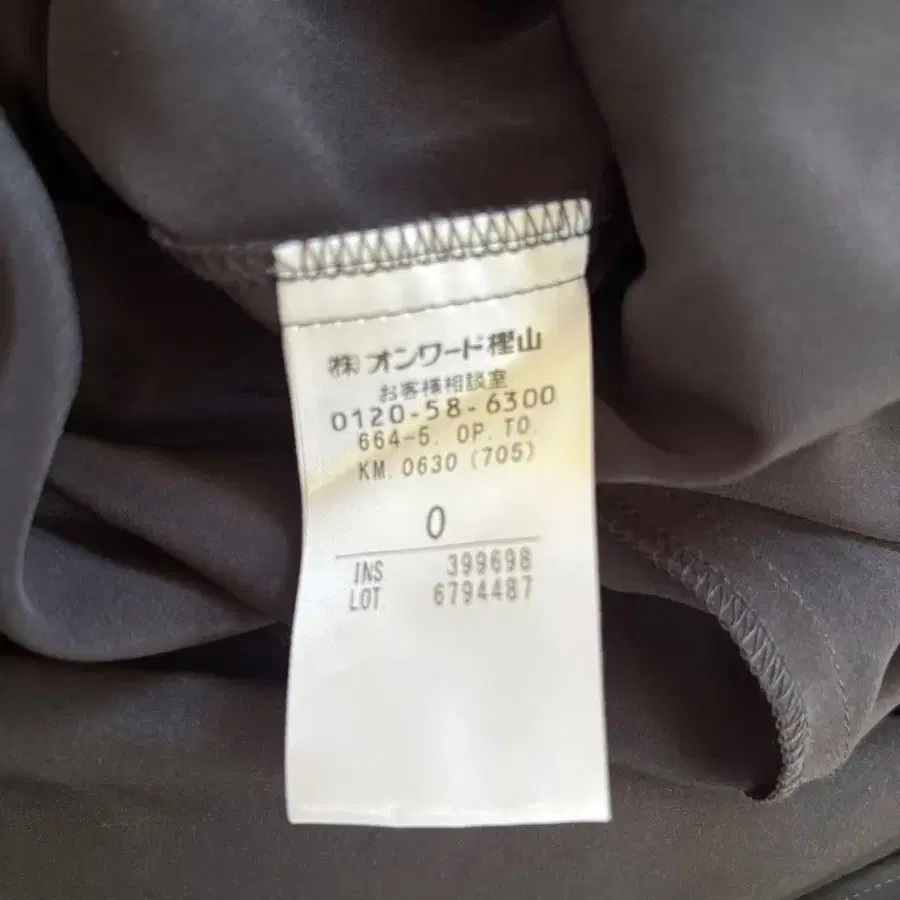 ㈱オンワード樫山
お客様相談室
0120-58-6300
664-5. OP. TO.
KM. 0630 (705)
0
INS 399698
LOT 6794487